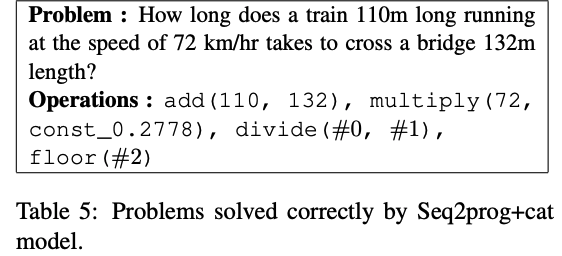 Problem : How long does a train 110m long running
at the speed of 72 km/hr takes to cross a bridge 132m
length?
Operations : add(110, 132), multiply(72,
const_0.2778), divide(#0, #1),
floor(#2)
Table 5: Problems solved correctly by Seq2prog+cat
model.